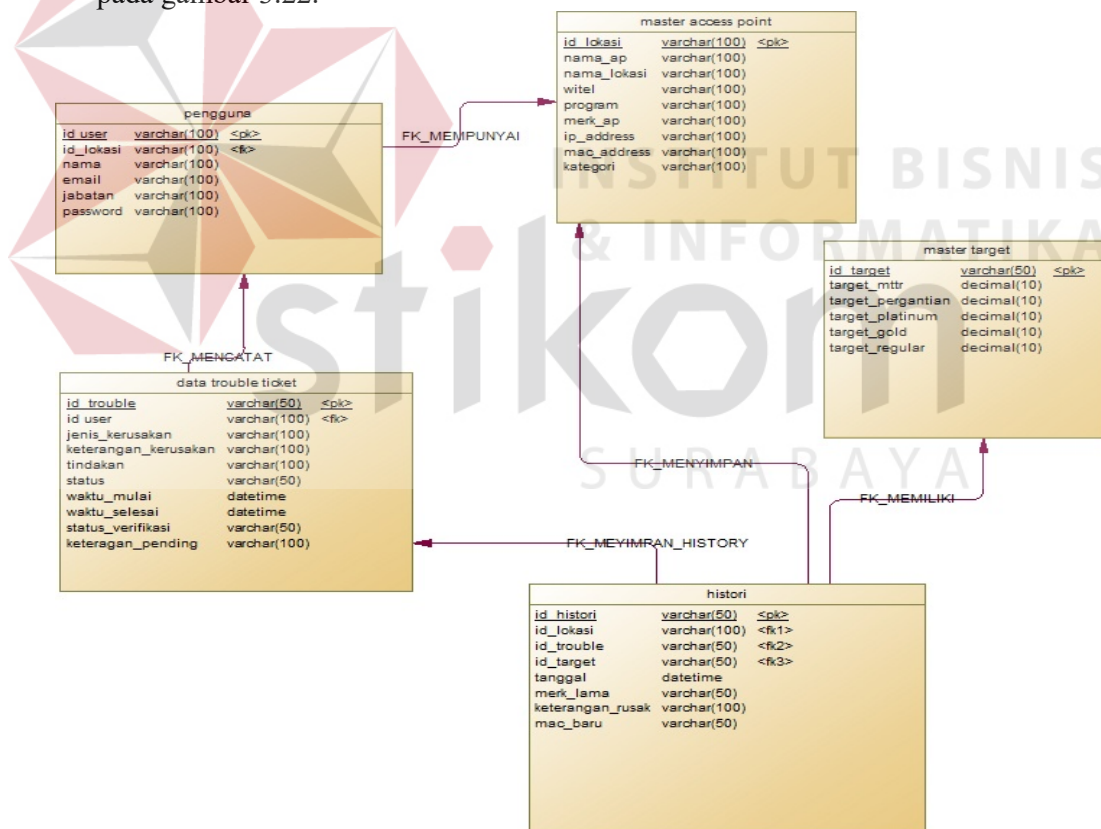 pada gambar 3.22.
master access point
id_lokasi varchar(100) <pk>
nama_ap varchar(100)
nama_lokasi varchar(100)
witel varchar(100)
program varchar(100)
merk_ap varchar(100)
ip_address varchar(100)
mac_address varchar(100)
kategori varchar(100)
pengguna
id user varchar(100) <pk>
id_lokasi varchar(100) <fk>
nama varchar(100)
email varchar(100)
jabatan varchar(100)
password varchar(100)
FK_MEMPUNYAI
INSTITUT BISNIS
& INFORMATIKA
stikom
SURABAYA
master target
id_target varchar(50) <pk>
target_mttr decimal(10)
target_pergantian decimal(10)
target_platinum decimal(10)
target_gold decimal(10)
target_regular decimal(10)
FK_MENCATAT
data trouble ticket
id_trouble varchar(50) <pk>
id user varchar(100) <fk>
jenis_kerusakan varchar(100)
keterangan_kerusakan varchar(100)
tindakan varchar(100)
status varchar(50)
waktu_mulai datetime
waktu_selesai datetime
status_verifikasi varchar(50)
keteragan_pending varchar(100)
FK_MENYIMPAN
FK_MEMILIKI
FK_MEYIMPAN_HISTORY
histori
id_histori varchar(50) <pk>
id_lokasi varchar(100) <fk1>
id_trouble varchar(50) <fk2>
id_target varchar(50) <fk3>
tanggal datetime
merk_lama varchar(50)
keterangan_rusak varchar(100)
mac_baru varchar(50)